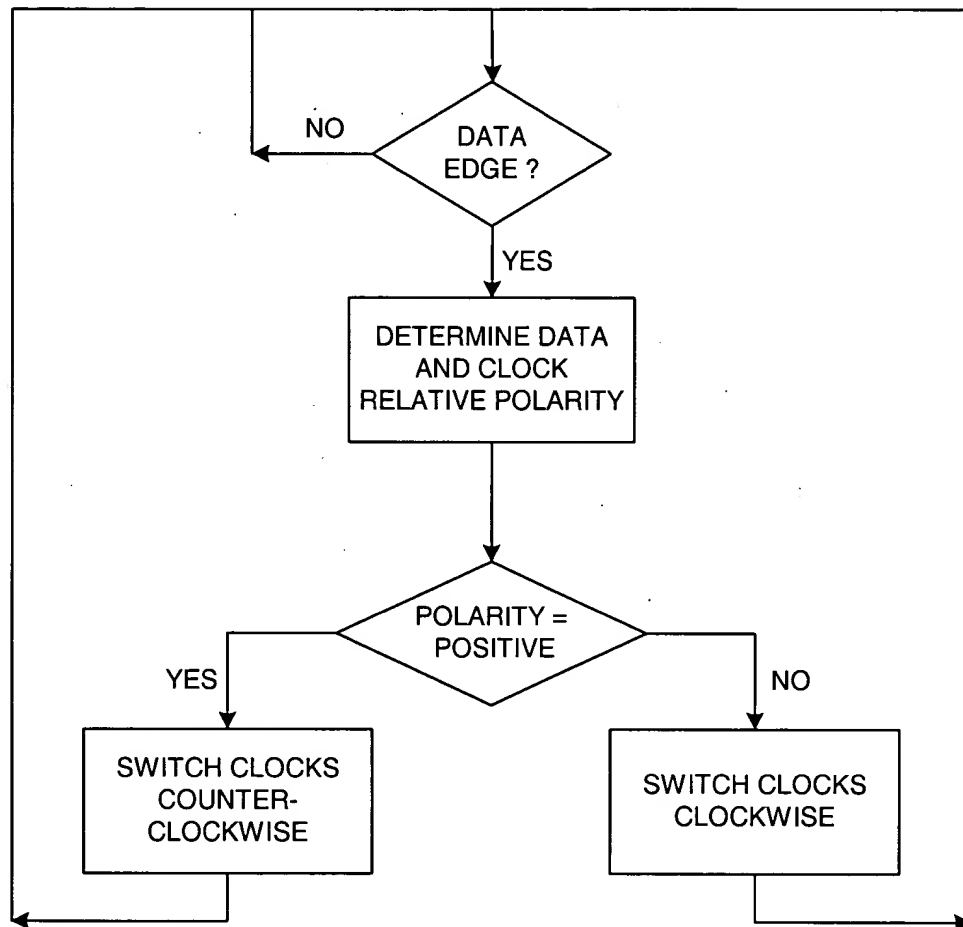 DATA
EDGE ?
NO
YES
DETERMINE DATA
AND CLOCK
RELATIVE POLARITY
POLARITY =
POSITIVE
YES
NO
SWITCH CLOCKS
COUNTER-
CLOCKWISE
SWITCH CLOCKS
CLOCKWISE